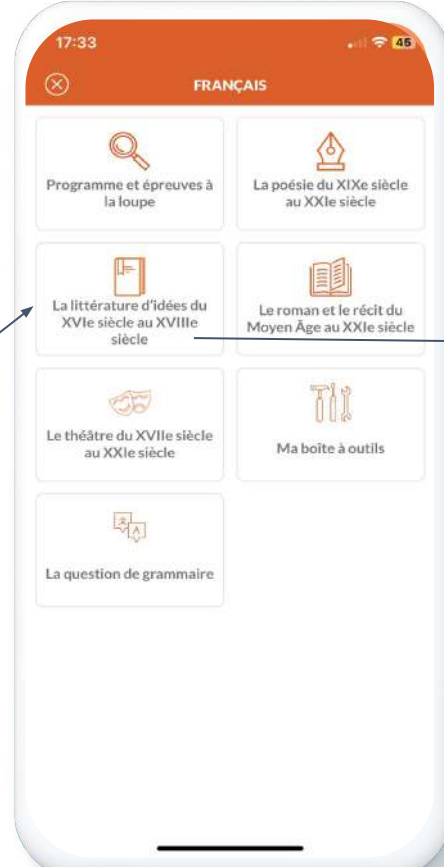 17:33
45
FRANÇAIS
Programme et épreuves à
la loupe
La poésie du XIXe siècle
au XXIe siècle
La littérature d'idées du
XVIe siècle au XVIIIe
siècle
Le roman et le récit du
Moyen Âge au XXIe siècle
Le théâtre du XVIIe siècle
au XXIe siècle
Ma boîte à outils
La question de grammaire